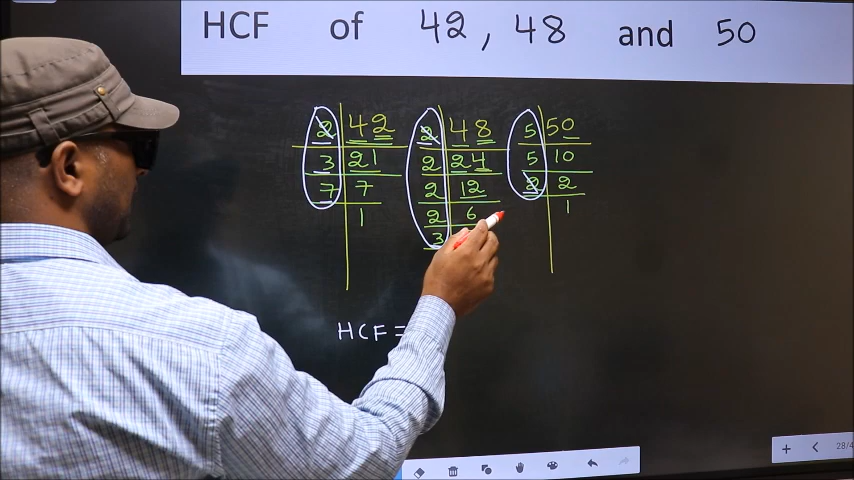 HCF of 42, 48 and 50
2 42 2 48 5 50
3 21 2 24 5 10
7 7 2 12 2 2
1 2 6 1
3
HCF =
28/4